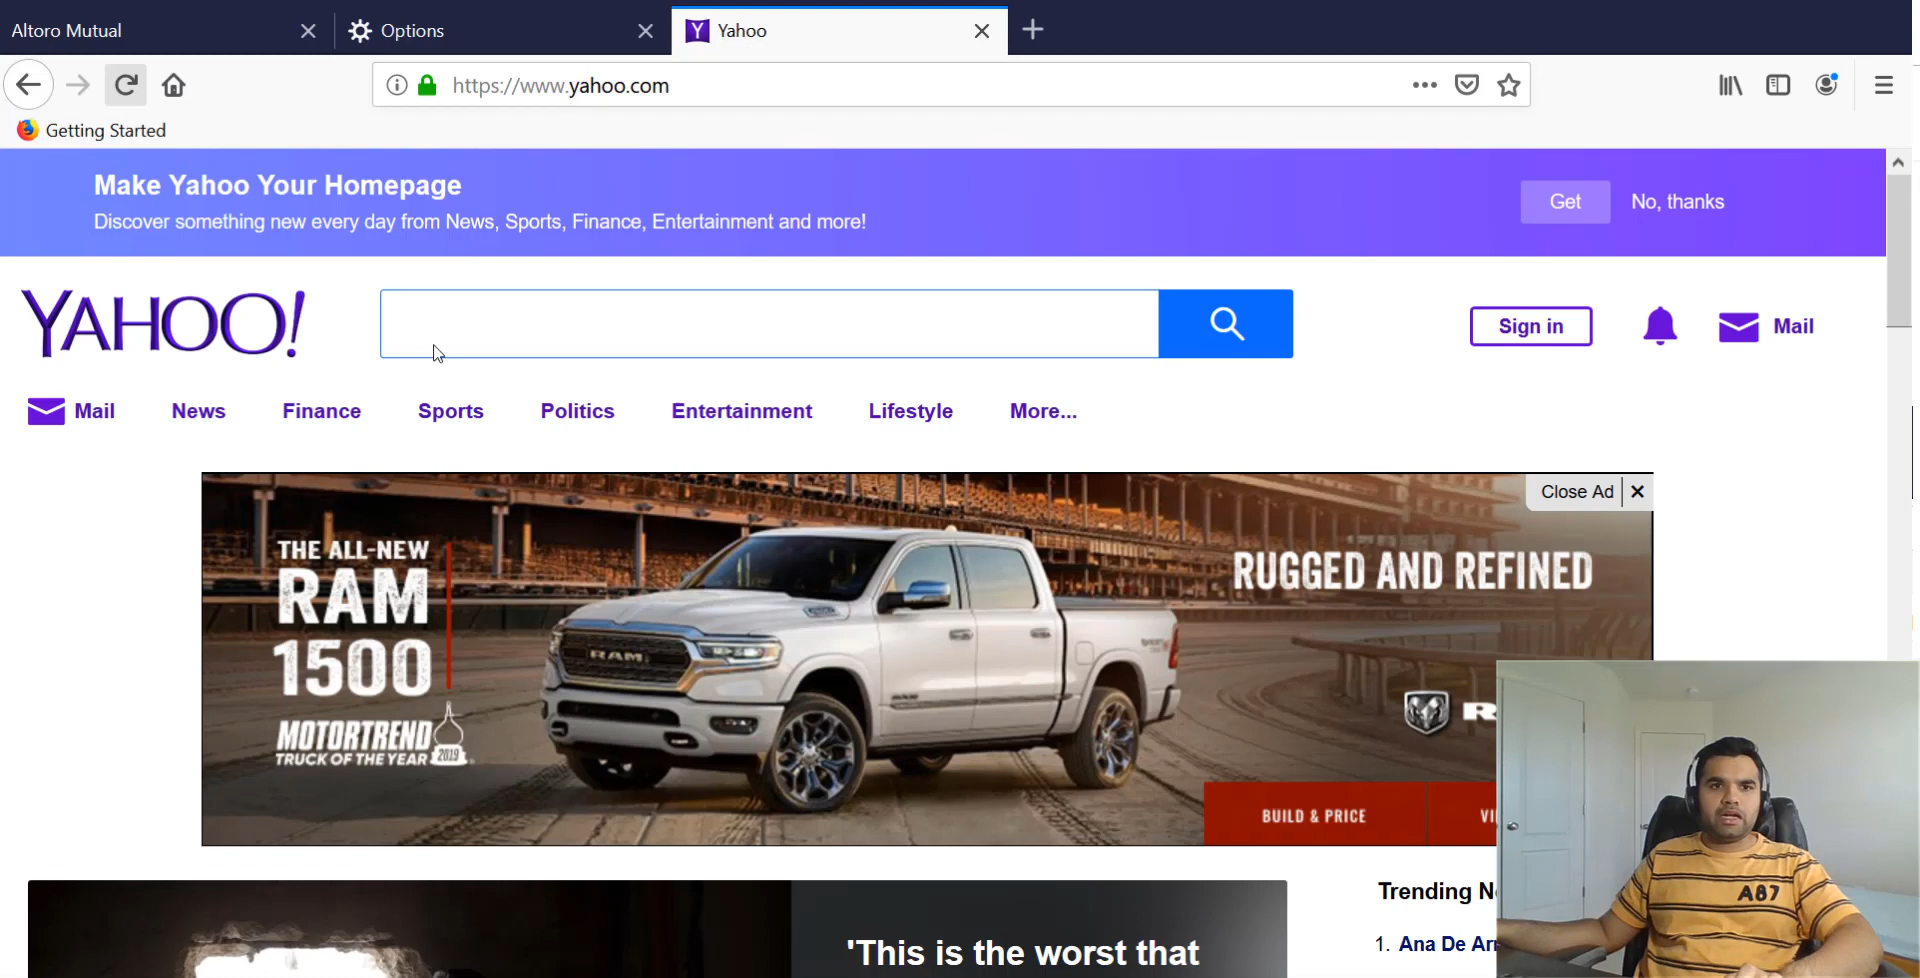 Altoro Mutual
Options
Yahoo
https://www.yahoo.com
Getting Started
Make Yahoo Your Homepage
Discover something new every day from News, Sports, Finance, Entertainment and more!
Get
No, thanks
YAHOO!
Sign in
Mail
Mail
News
Finance
Sports
Politics
Entertainment
Lifestyle
More...
Close Ad
THE ALL-NEW
RAM
1500
MOTORTREND
2019
TRUCK OF THE YEAR
RAM
RUGGED AND REFINED
BUILD & PRICE
Trending
1. Ana De
A87
'This is the worst that